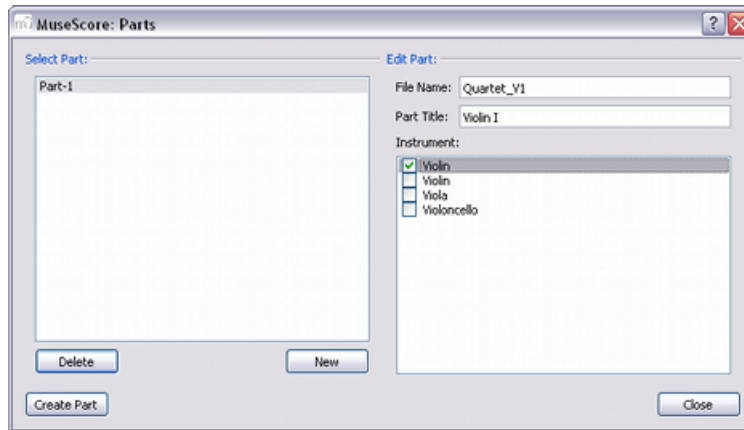 MuseScore: Parts
?
Select Part:
Part-1
Delete
New
Create Part
Edit Part:
File Name: Quartet_V1
Part Title: Violin I
Instrument:
Violin
Violin
Viola
Violoncello
Close